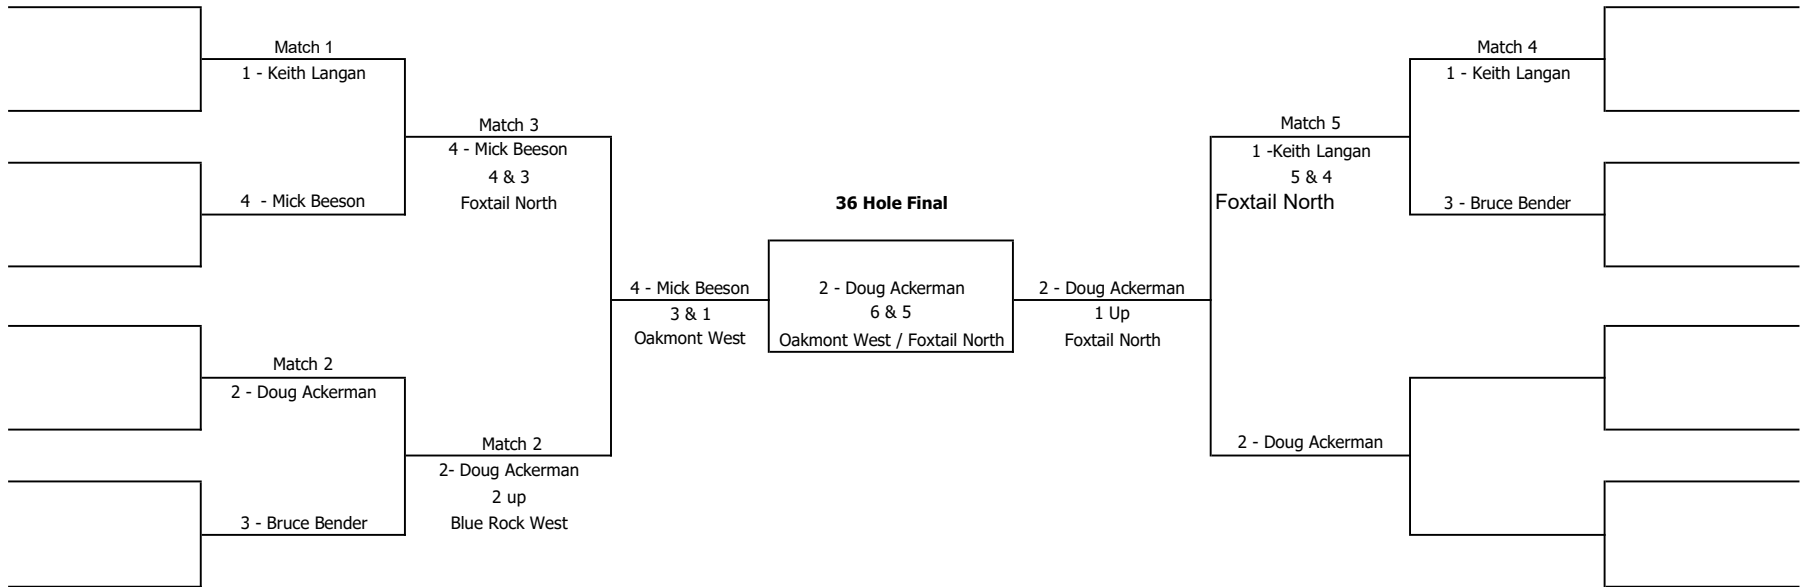 Match 1
1 - Keith Langan
4  - Mick Beeson
Match 2
2 - Doug Ackerman
3 - Bruce Bender
Match 3
4 - Mick Beeson
4 & 3
Foxtail North
Match 2
2- Doug Ackerman
2 up
Blue Rock West
4 - Mick Beeson
3 & 1
Oakmont West
36 Hole Final
2 - Doug Ackerman
6 & 5
Oakmont West / Foxtail North
2 - Doug Ackerman
1 Up
Foxtail North
Match 5
1 -Keith Langan
5 & 4
Foxtail North
2 - Doug Ackerman
Match 4
1 - Keith Langan
3 - Bruce Bender